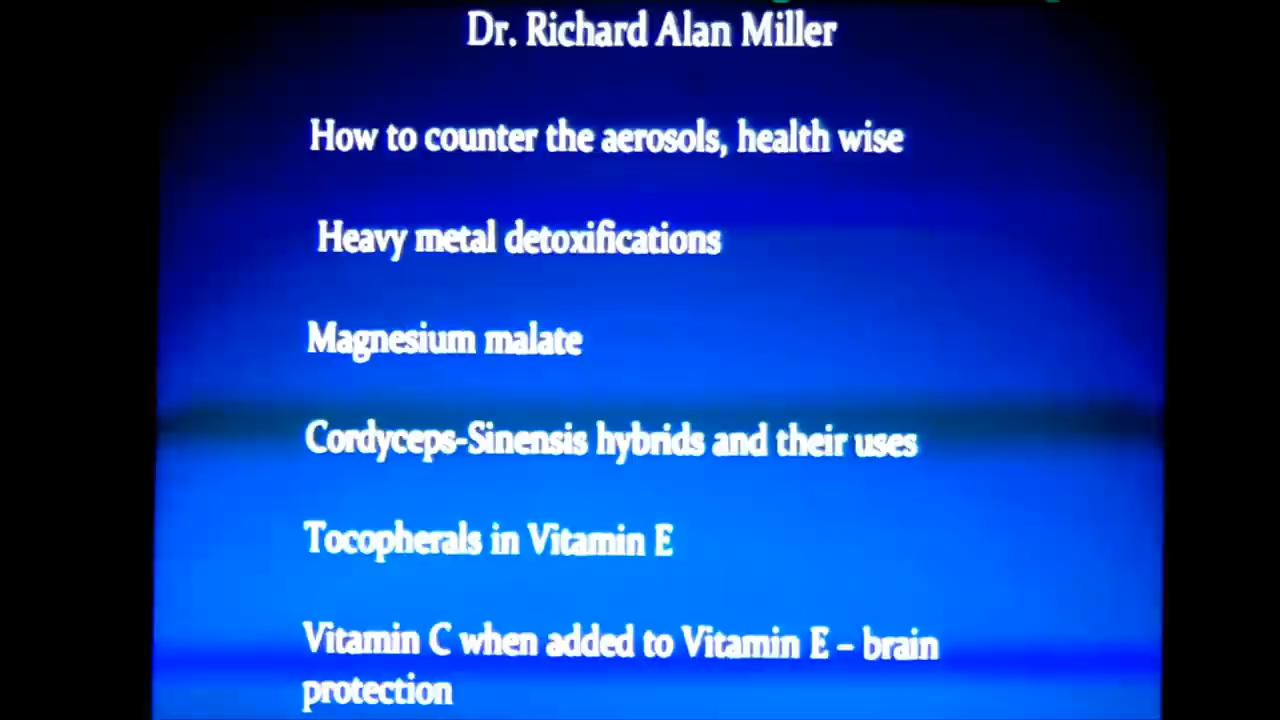 Dr. Richard Alan Miller
How to counter the aerosols, health wise
Heavy metal detoxifications
Magnesium malate
Cordyceps-Sinensis hybrids and their uses
Tocopherals in Vitamin E
Vitamin C when added to Vitamin E – brain
protection